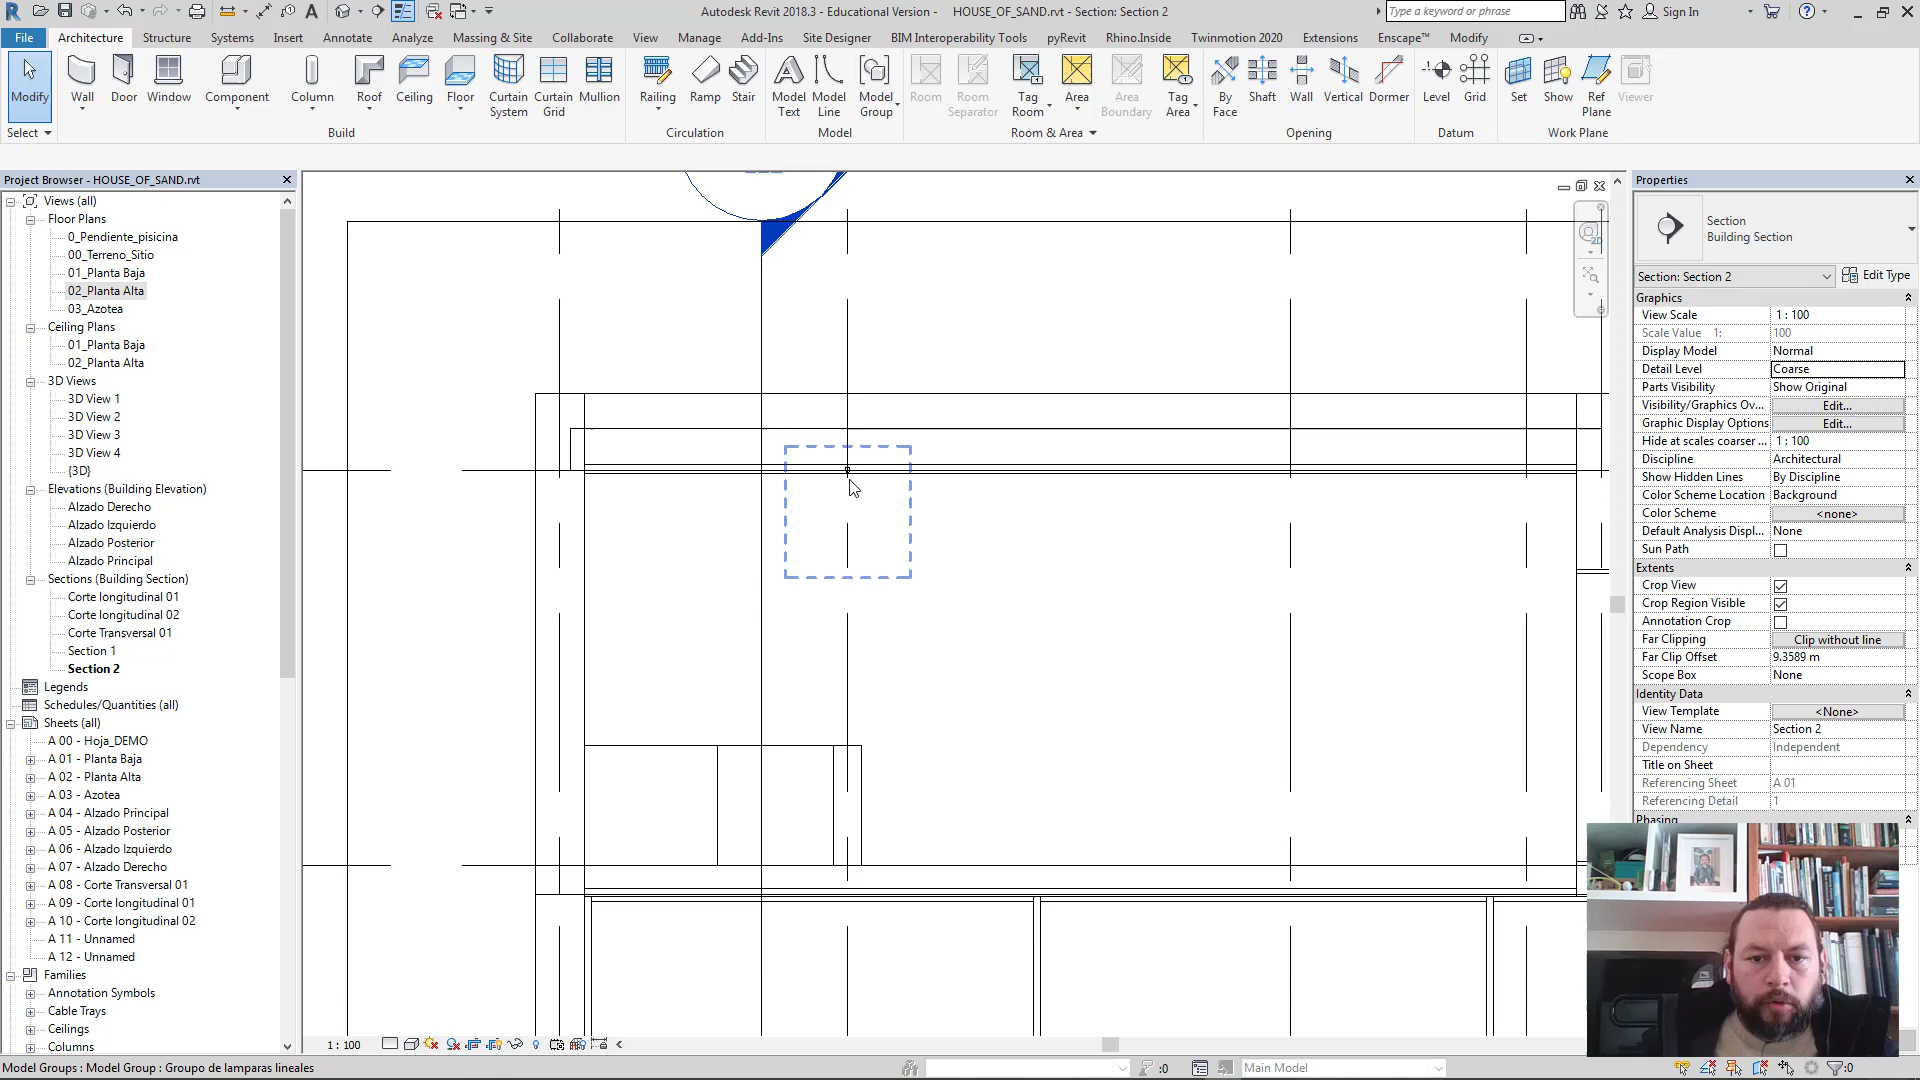 Autodesk Revit 2018.3 - Educational Version - HOUSE_OF_SAND.rvt - Section: Section 2
Type a keyword or phrase
Sign In
File Architecture Structure Systems Insert Annotate Analyze Massing & Site Collaborate View Manage Add-Ins Site Designer BIM Interoperability Tools pyRevit Rhino.Inside Twinmotion 2020 Extensions Enscape™ Modify
Modify Wall Door Window Component Column Roof Ceiling Floor Curtain System Curtain Grid Mullion Railing Ramp Stair Model Text Model Line Model Group Room Room Separator Tag Room Area Area Boundary Tag Area By Face Shaft Wall Vertical Dormer Level Grid Set Show Ref Plane Viewer
Select Build Circulation Model Room & Area Opening Datum Work Plane
Project Browser - HOUSE_OF_SAND.rvt
Views (all)
Floor Plans
0_Pendiente_pisicina
00_Terreno_Sitio
01_Planta Baja
02_Planta Alta
03_Azotea
Ceiling Plans
01_Planta Baja
02_Planta Alta
3D Views
3D View 1
3D View 2
3D View 3
3D View 4
{3D}
Elevations (Building Elevation)
Alzado Derecho
Alzado Izquierdo
Alzado Posterior
Alzado Principal
Sections (Building Section)
Corte longitudinal 01
Corte longitudinal 02
Corte Transversal 01
Section 1
Section 2
Legends
Schedules/Quantities (all)
Sheets (all)
A 00 - Hoja_DEMO
A 01 - Planta Baja
A 02 - Planta Alta
A 03 - Azotea
A 04 - Alzado Principal
A 05 - Alzado Posterior
A 06 - Alzado Izquierdo
A 07 - Alzado Derecho
A 08 - Corte Transversal 01
A 09 - Corte longitudinal 01
A 10 - Corte longitudinal 02
A 11 - Unnamed
A 12 - Unnamed
Families
Annotation Symbols
Cable Trays
Ceilings
Columns
2D
Properties
Section
Building Section
Section: Section 2 Edit Type
Graphics
View Scale 1 : 100
Scale Value 1: 100
Display Model Normal
Detail Level Coarse
Parts Visibility Show Original
Visibility/Graphics Ov... Edit...
Graphic Display Options Edit...
Hide at scales coarser ... 1 : 100
Discipline Architectural
Show Hidden Lines By Discipline
Color Scheme Location Background
Color Scheme <none>
Default Analysis Displ... None
Sun Path
Extents
Crop View
Crop Region Visible
Annotation Crop
Far Clipping Clip without line
Far Clip Offset 9.3589 m
Scope Box None
Identity Data
View Template <None>
View Name Section 2
Dependency Independent
Title on Sheet
Referencing Sheet A 01
Referencing Detail 1
Phasing
1 : 100
Model Groups : Model Group : Groupo de lamparas lineales
:0 Main Model :0